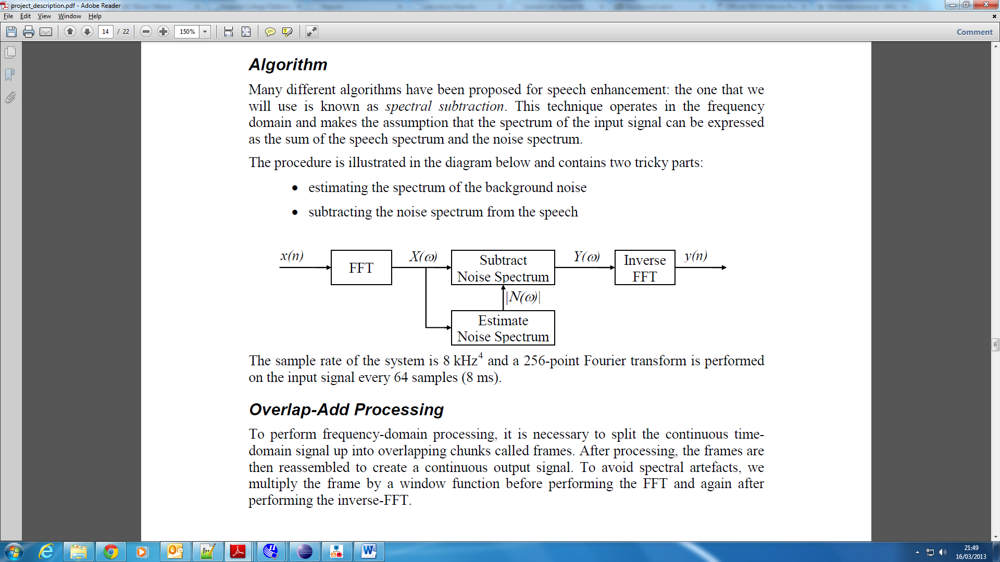 project_description.pdf - Adobe Reader
File Edit View Window Help
14 / 22 150% Comment
Algorithm
Many different algorithms have been proposed for speech enhancement: the one that we
will use is known as spectral subtraction. This technique operates in the frequency
domain and makes the assumption that the spectrum of the input signal can be expressed
as the sum of the speech spectrum and the noise spectrum.
The procedure is illustrated in the diagram below and contains two tricky parts:
• estimating the spectrum of the background noise
• subtracting the noise spectrum from the speech
x(n) FFT X(ω) Subtract Y(ω) Inverse y(n)
Noise Spectrum FFT
|N(ω)|
Estimate
Noise Spectrum
The sample rate of the system is 8 kHz⁴ and a 256-point Fourier transform is performed
on the input signal every 64 samples (8 ms).
Overlap-Add Processing
To perform frequency-domain processing, it is necessary to split the continuous time-
domain signal up into overlapping chunks called frames. After processing, the frames are
then reassembled to create a continuous output signal. To avoid spectral artefacts, we
multiply the frame by a window function before performing the FFT and again after
performing the inverse-FFT.
21:49
16/03/2013